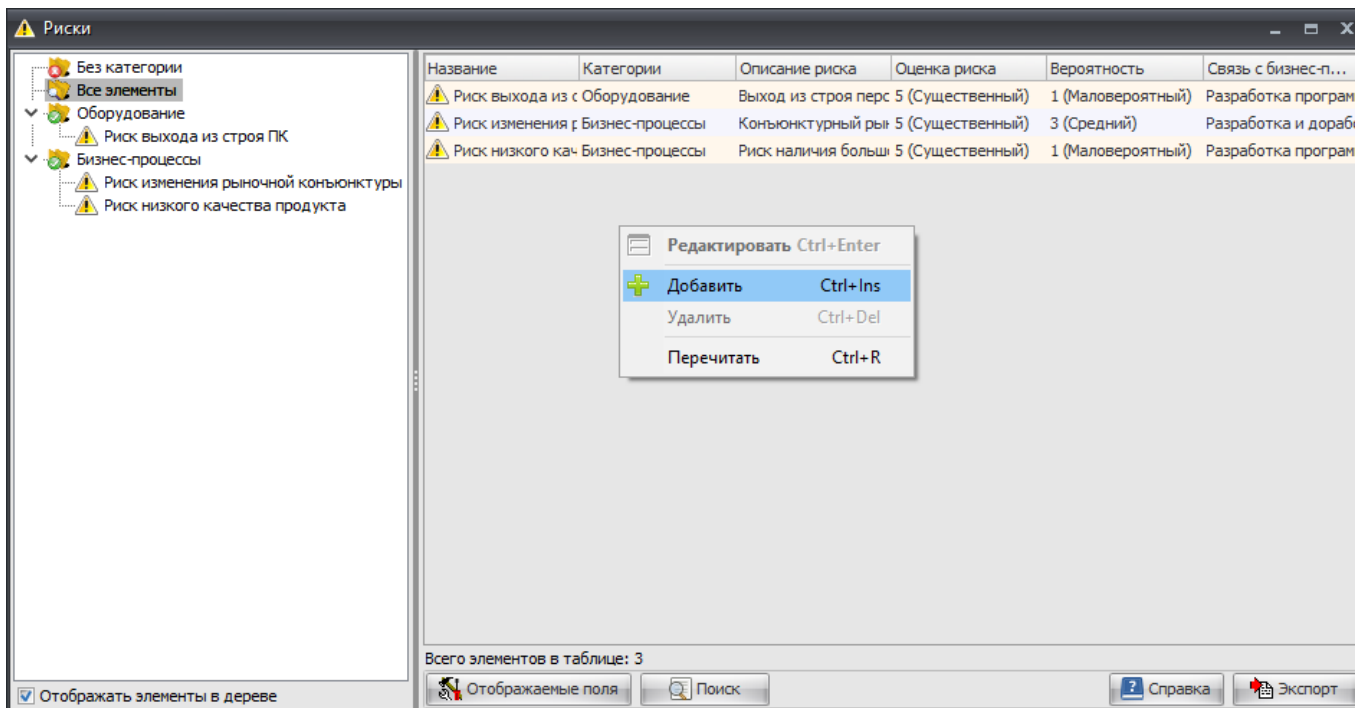 Риски
Без категории
Все элементы
Оборудование
Риск выхода из строя ПК
Бизнес-процессы
Риск изменения рыночной конъюнктуры
Риск низкого качества продукта
Отображать элементы в дереве
Название Категории Описание риска Оценка риска Вероятность Связь с бизнес-п...
Риск выхода из с Оборудование Выход из строя перс 5 (Существенный) 1 (Маловероятный) Разработка програм
Риск изменения р Бизнес-процессы Конъюнктурный рын 5 (Существенный) 3 (Средний) Разработка и дорабо
Риск низкого кач Бизнес-процессы Риск наличия больш 5 (Существенный) 1 (Маловероятный) Разработка програм
Редактировать Ctrl+Enter
Добавить Ctrl+Ins
Удалить Ctrl+Del
Перечитать Ctrl+R
Всего элементов в таблице: 3
Отображаемые поля Поиск Справка Экспорт